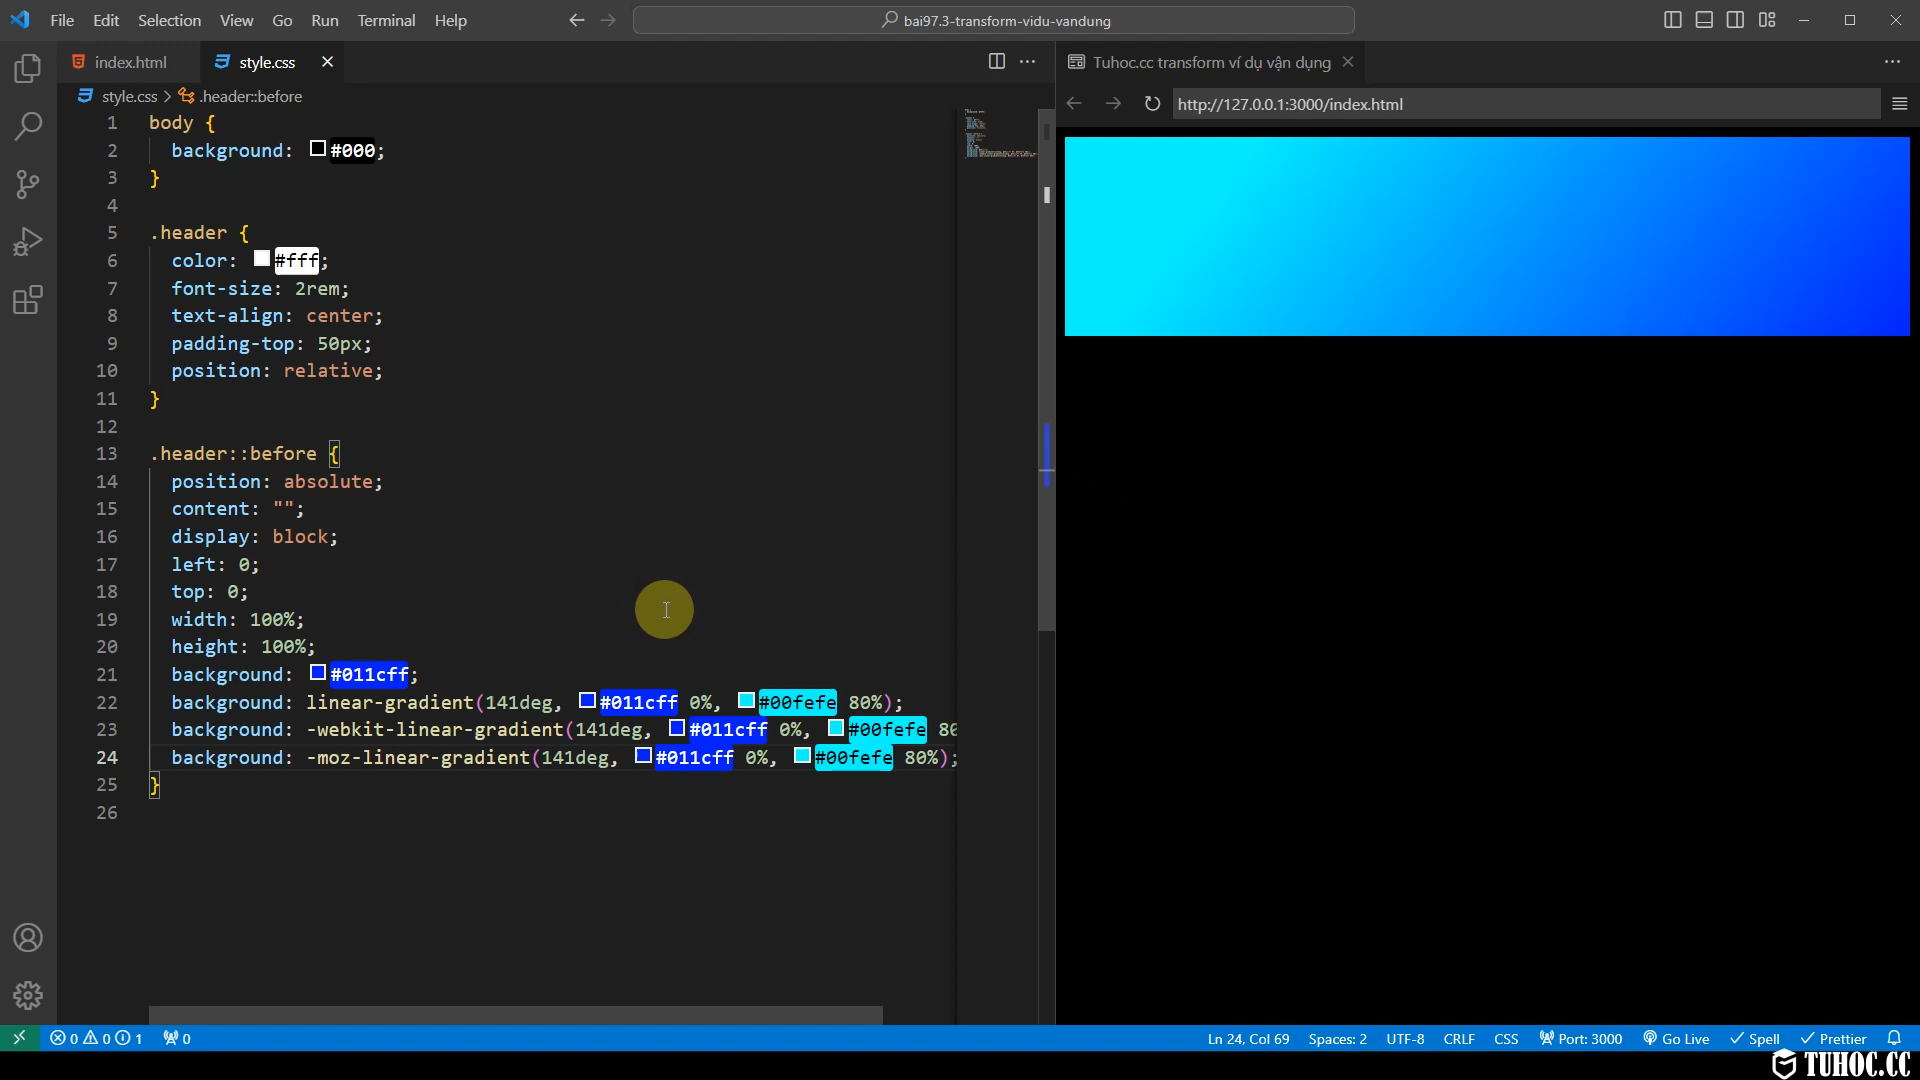 File Edit Selection View Go Run Terminal Help
bai97.3-transform-vidu-vandung
index.html
style.css
Tuhoc.cc transform ví dụ vận dụng
style.css > .header::before
http://127.0.0.1:3000/index.html
1 body {
2 background: #000;
3 }
4
5 .header {
6 color: #fff;
7 font-size: 2rem;
8 text-align: center;
9 padding-top: 50px;
10 position: relative;
11 }
12
13 .header::before {
14 position: absolute;
15 content: "";
16 display: block;
17 left: 0;
18 top: 0;
19 width: 100%;
20 height: 100%;
21 background: #011cff;
22 background: linear-gradient(141deg, #011cff 0%, #00fefe 80%);
23 background: -webkit-linear-gradient(141deg, #011cff 0%, #00fefe 80
24 background: -moz-linear-gradient(141deg, #011cff 0%, #00fefe 80%);
25 }
26
0 0 1 0
Ln 24, Col 69 Spaces: 2 UTF-8 CRLF CSS Port: 3000 Go Live Spell Prettier
TUHOC.CC